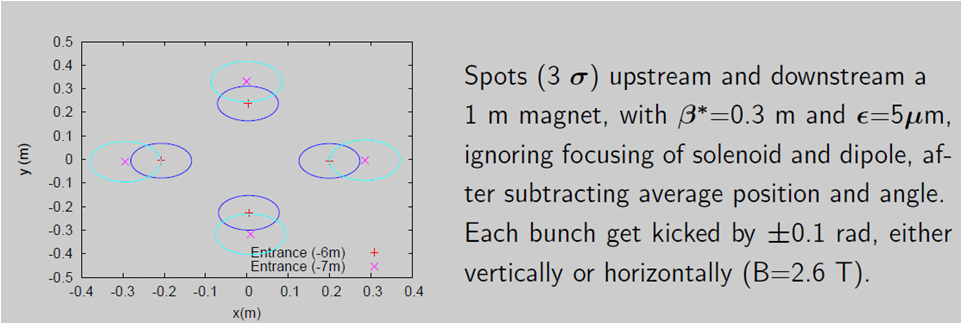 0.5
0.4
0.3
0.2
0.1
0
-0.1
-0.2
-0.3
-0.4
-0.5
y (m)
-0.4 -0.3 -0.2 -0.1 0 0.1 0.2 0.3 0.4
x(m)
Entrance (-6m)
Entrance (-7m)
Spots (3 σ) upstream and downstream a
1 m magnet, with β*=0.3 m and ϵ=5μm,
ignoring focusing of solenoid and dipole, af-
ter subtracting average position and angle.
Each bunch get kicked by ±0.1 rad, either
vertically or horizontally (B=2.6 T).